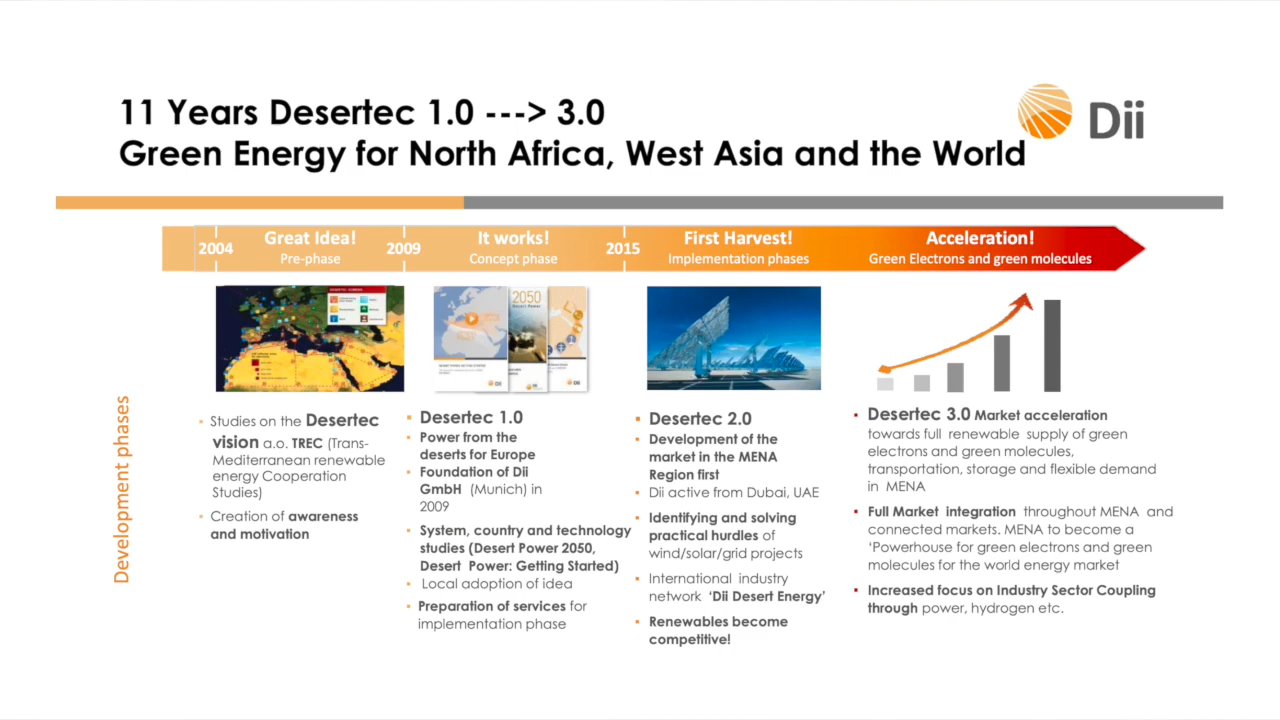 11 Years Desertec 1.0 ---> 3.0
Green Energy for North Africa, West Asia and the World
Dii
2004
Great Idea!
Pre-phase
2009
It works!
Concept phase
2015
First Harvest!
Implementation phases
Acceleration!
Green Electrons and green molecules
2050
Desert Power
Dii
Dii
Dii
Development phases
▪ Studies on the Desertec
vision a.o. TREC (Trans-
Mediterranean renewable
energy Cooperation
Studies)
▪ Creation of awareness
and motivation
▪ Desertec 1.0
▪ Power from the
deserts for Europe
▪ Foundation of Dii
GmbH (Munich) in
2009
▪ System, country and technology
studies (Desert Power 2050,
Desert Power: Getting Started)
▪ Local adoption of idea
▪ Preparation of services for
implementation phase
▪ Desertec 2.0
▪ Development of the
market in the MENA
Region first
▪ Dii active from Dubai, UAE
▪ Identifying and solving
practical hurdles of
wind/solar/grid projects
▪ International industry
network ‘Dii Desert Energy’
▪ Renewables become
competitive!
▪ Desertec 3.0 Market acceleration
towards full renewable supply of green
electrons and green molecules,
transportation, storage and flexible demand
in MENA
▪ Full Market integration throughout MENA and
connected markets. MENA to become a
‘Powerhouse for green electrons and green
molecules for the world energy market
▪ Increased focus on Industry Sector Coupling
through power, hydrogen etc.